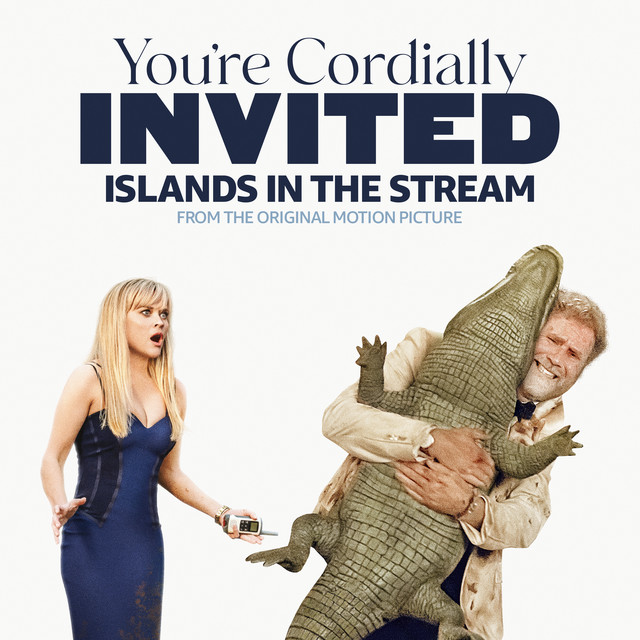 You're Cordially
INVITED
ISLANDS IN THE STREAM
FROM THE ORIGINAL MOTION PICTURE